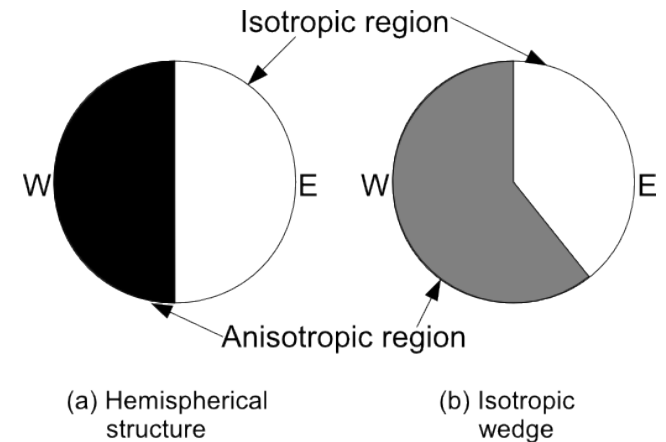 Isotropic region
W
E
W
E
Anisotropic region
(a) Hemispherical
structure
(b) Isotropic
wedge